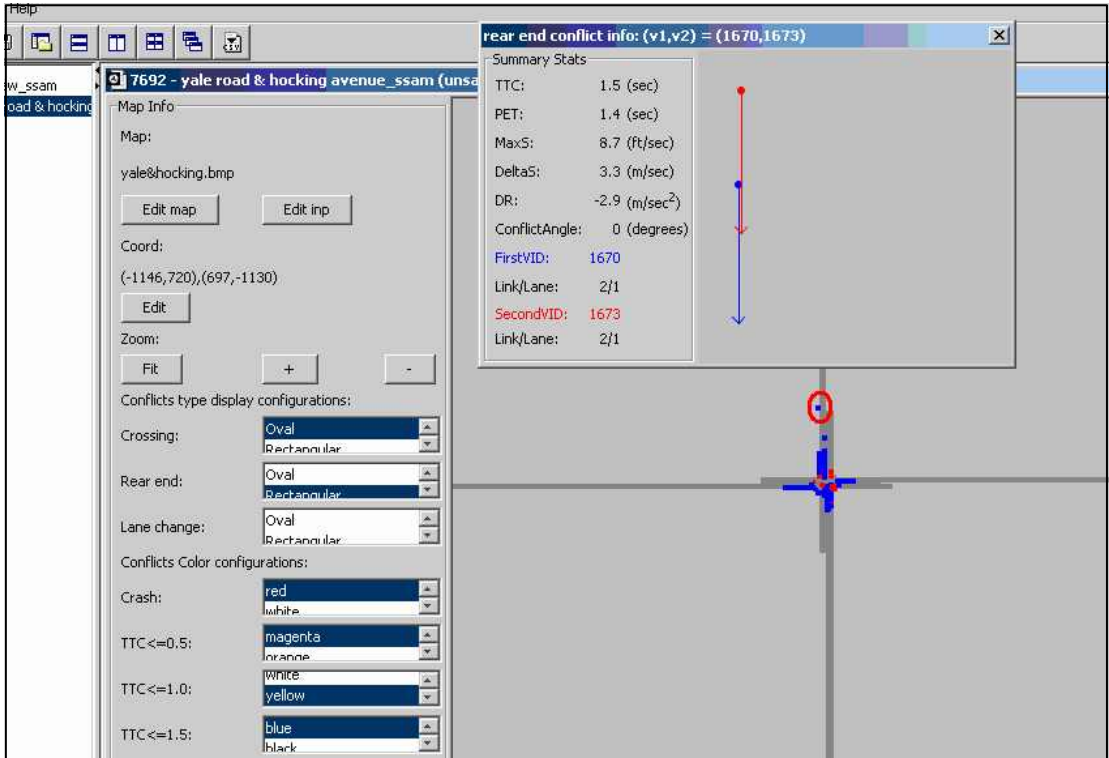 Help
csv
rear end conflict info: (v1,v2) = (1670,1673)
Summary Stats
TTC: 1.5 (sec)
PET: 1.4 (sec)
MaxS: 8.7 (ft/sec)
DeltaS: 3.3 (m/sec)
DR: -2.9 (m/sec2)
ConflictAngle: 0 (degrees)
FirstVID: 1670
Link/Lane: 2/1
SecondVID: 1673
Link/Lane: 2/1
w_ssam
oad & hocking
7692 - yale road & hocking avenue_ssam (unsa
Map Info
Map:
yale&hocking.bmp
Edit map Edit inp
Coord:
(-1146,720),(697,-1130)
Edit
Zoom:
Fit + -
Conflicts type display configurations:
Crossing: Oval
Rectangular
Rear end: Oval
Rectangular
Lane change: Oval
Rectangular
Conflicts Color configurations:
Crash: red
white
TTC<=0.5: magenta
orange
TTC<=1.0: white
yellow
TTC<=1.5: blue
black